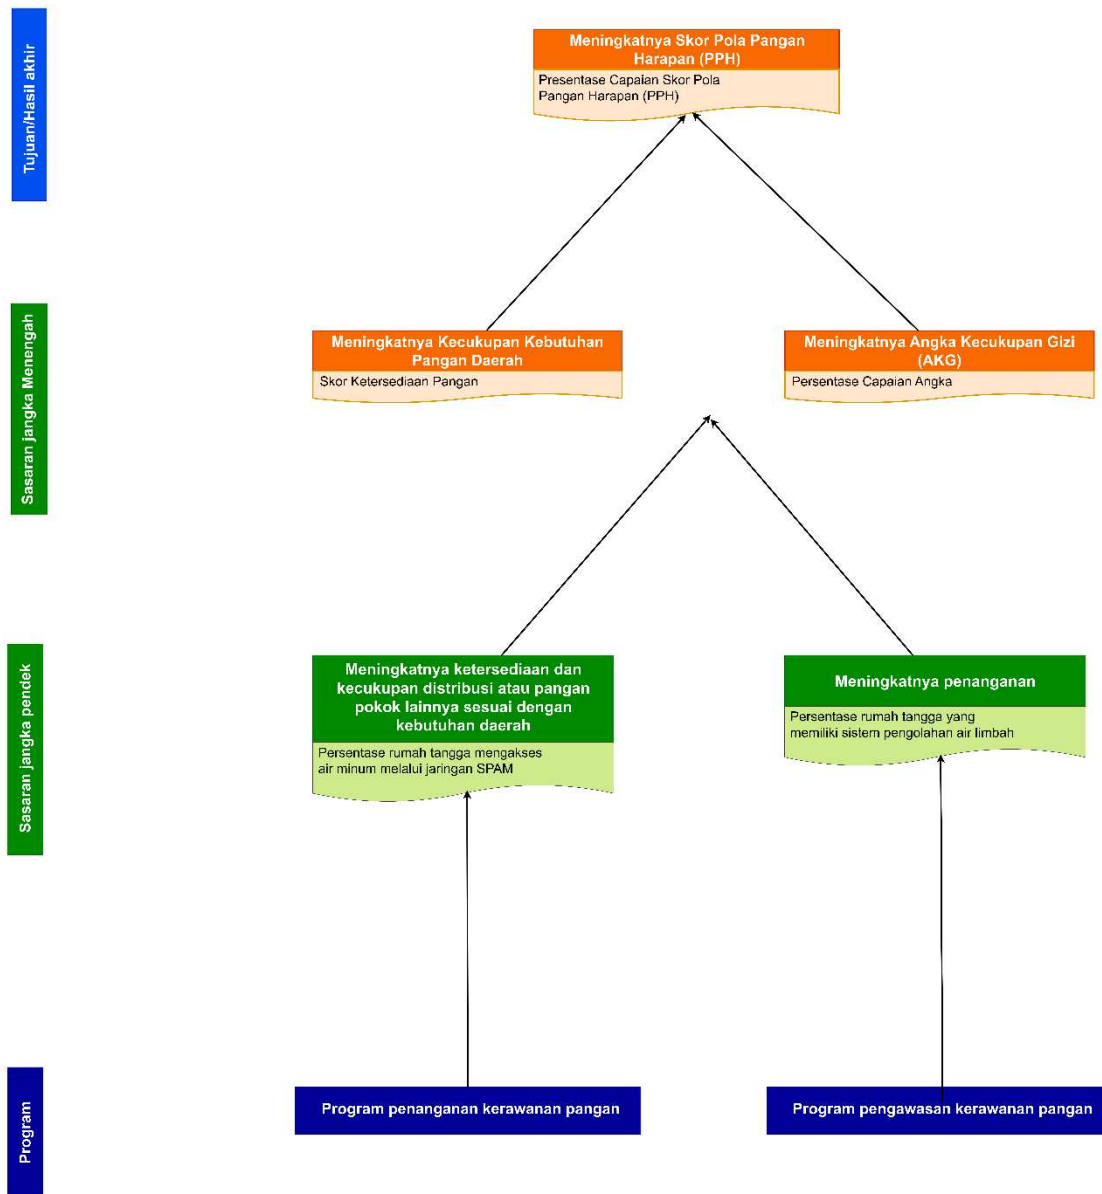 Tujuan/Hasil akhir
Meningkatnya Skor Pola Pangan
Harapan (PPH)
Presentase Capaian Skor Pola
Pangan Harapan (PPH)
Sasaran jangka Menengah
Meningkatnya Kecukupan Kebutuhan
Pangan Daerah
Skor Ketersediaan Pangan
Meningkatnya Angka Kecukupan Gizi
(AKG)
Persentase Capaian Angka
Sasaran jangka pendek
Meningkatnya ketersediaan dan
kecukupan distribusi atau pangan
pokok lainnya sesuai dengan
kebutuhan daerah
Persentase rumah tangga mengakses
air minum melalui jaringan SPAM
Meningkatnya penanganan
Persentase rumah tangga yang
memiliki sistem pengolahan air limbah
Program
Program penanganan kerawanan pangan
Program pengawasan kerawanan pangan